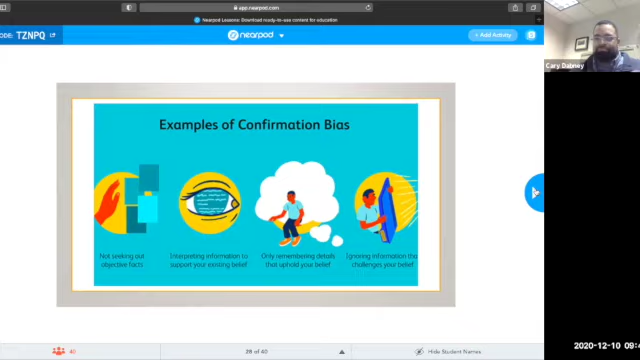 app.nearpod.com
Nearpod Lessons: Download ready-to-use content for education
ODE: TZNPQ
nearpod
+ Add Activity
Cary Dabney
Examples of Confirmation Bias
Not seeking out
objective facts
Interpreting information to
support your existing belief
Only remembering details
that uphold your belief
Ignoring information tha
challenges your belief
40
28 of 40
Hide Student Names
2020-12-10 09:4